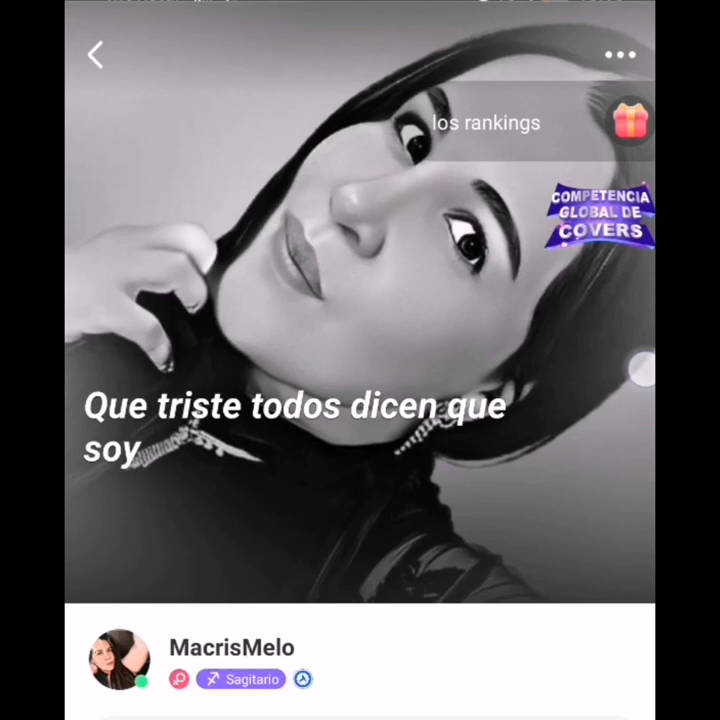 los rankings
COMPETENCIA
GLOBAL DE
COVERS
Que triste todos dicen que
soy
MacrisMelo
Sagitario